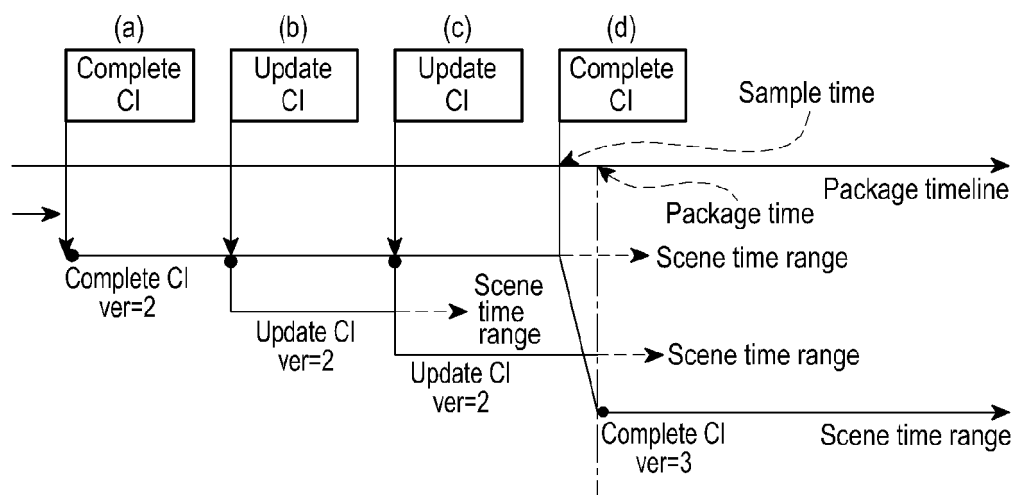 (a)
(b)
(c)
(d)
Complete
CI
Update
CI
Update
CI
Complete
CI
Sample time
Package timeline
Package time
Complete CI
ver=2
Scene time range
Update CI
ver=2
Scene
time
range
Update CI
ver=2
Scene time range
Complete CI
ver=3
Scene time range